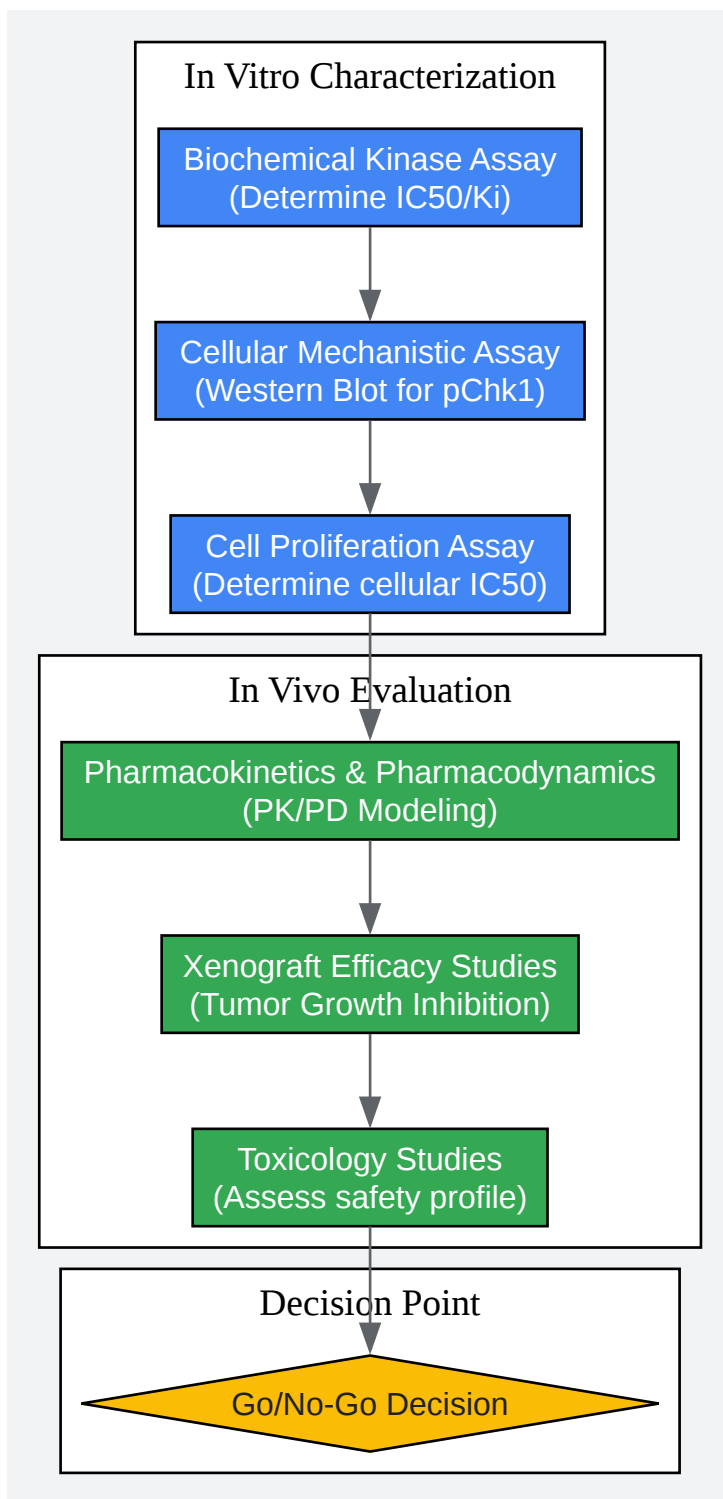 In Vitro Characterization
Biochemical Kinase Assay
(Determine IC50/Ki)
Cellular Mechanistic Assay
(Western Blot for pChk1)
Cell Proliferation Assay
(Determine cellular IC50)
In Vivo Evaluation
Pharmacokinetics & Pharmacodynamics
(PK/PD Modeling)
Xenograft Efficacy Studies
(Tumor Growth Inhibition)
Toxicology Studies
(Assess safety profile)
Decision Point
Go/No-Go Decision